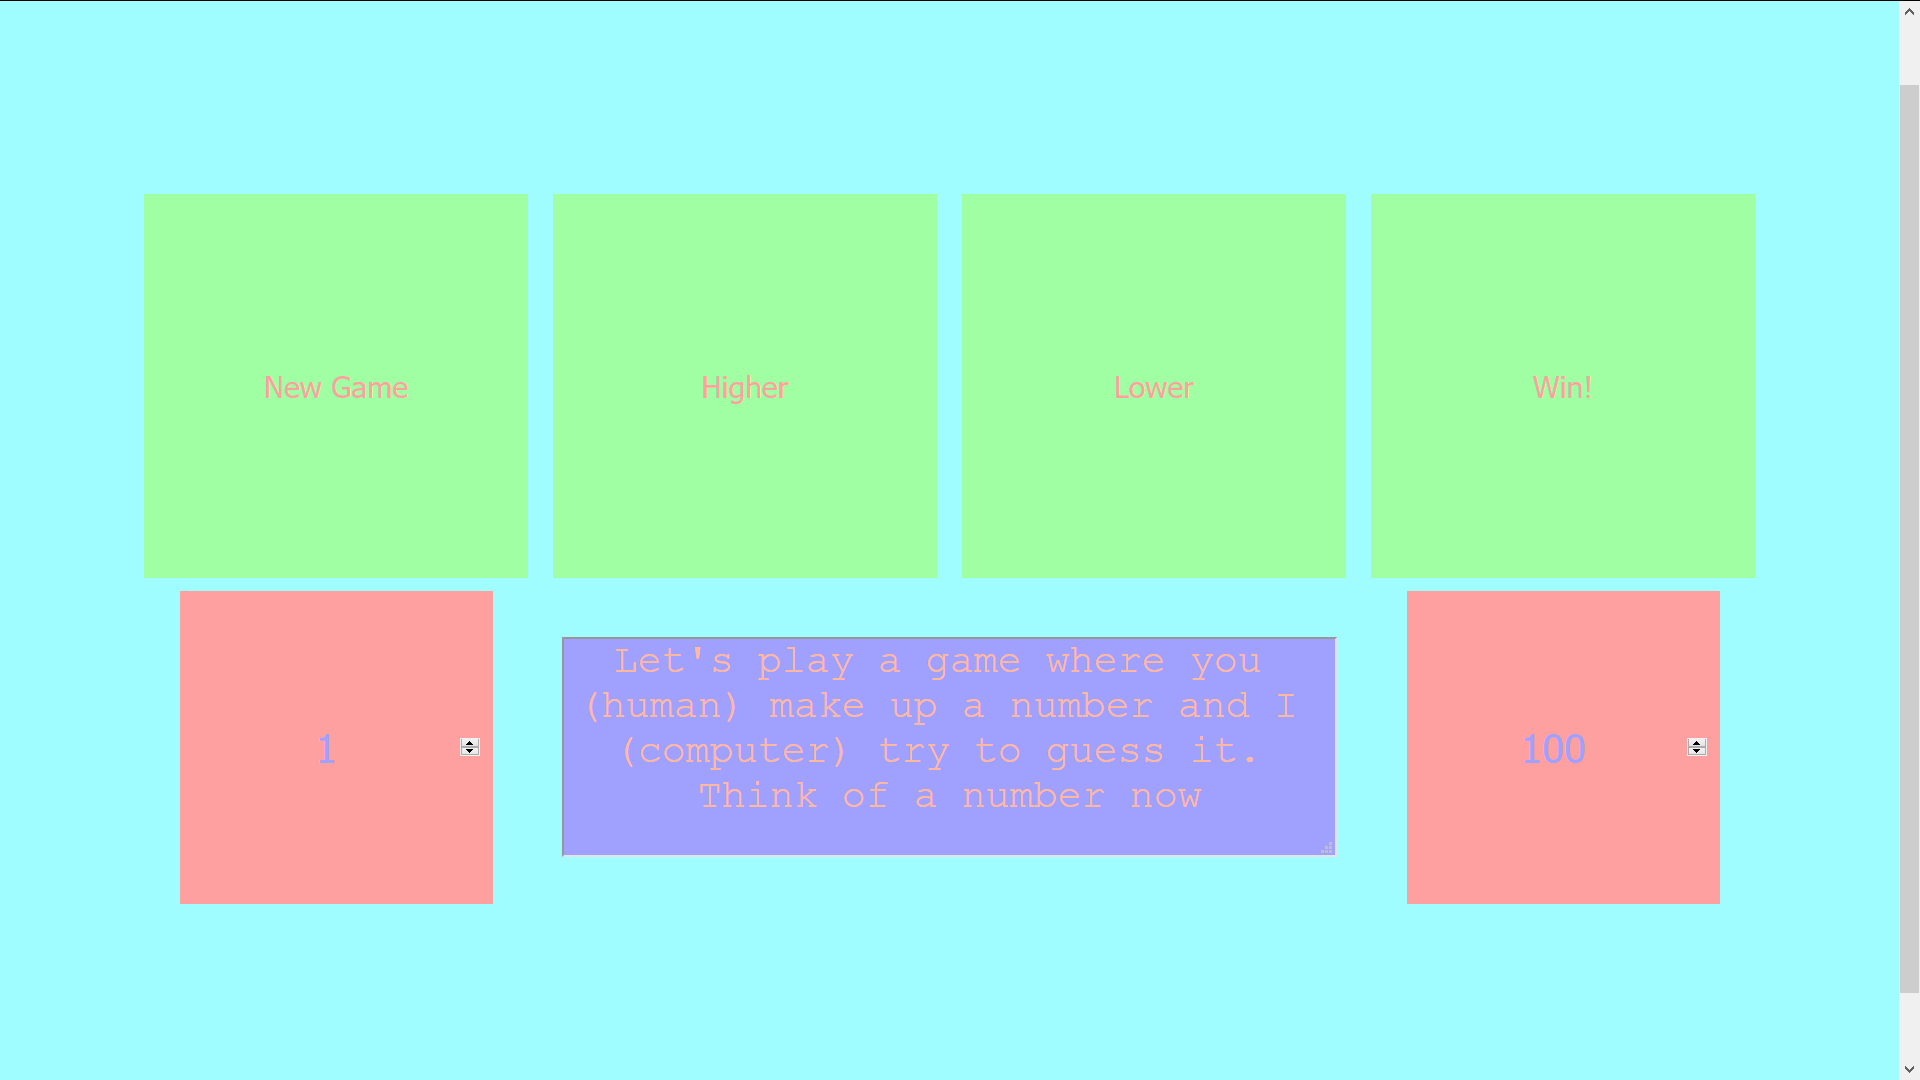 New Game
Higher
Lower
Win!
1
Let's play a game where you
(human) make up a number and I
(computer) try to guess it.
Think of a number now
100